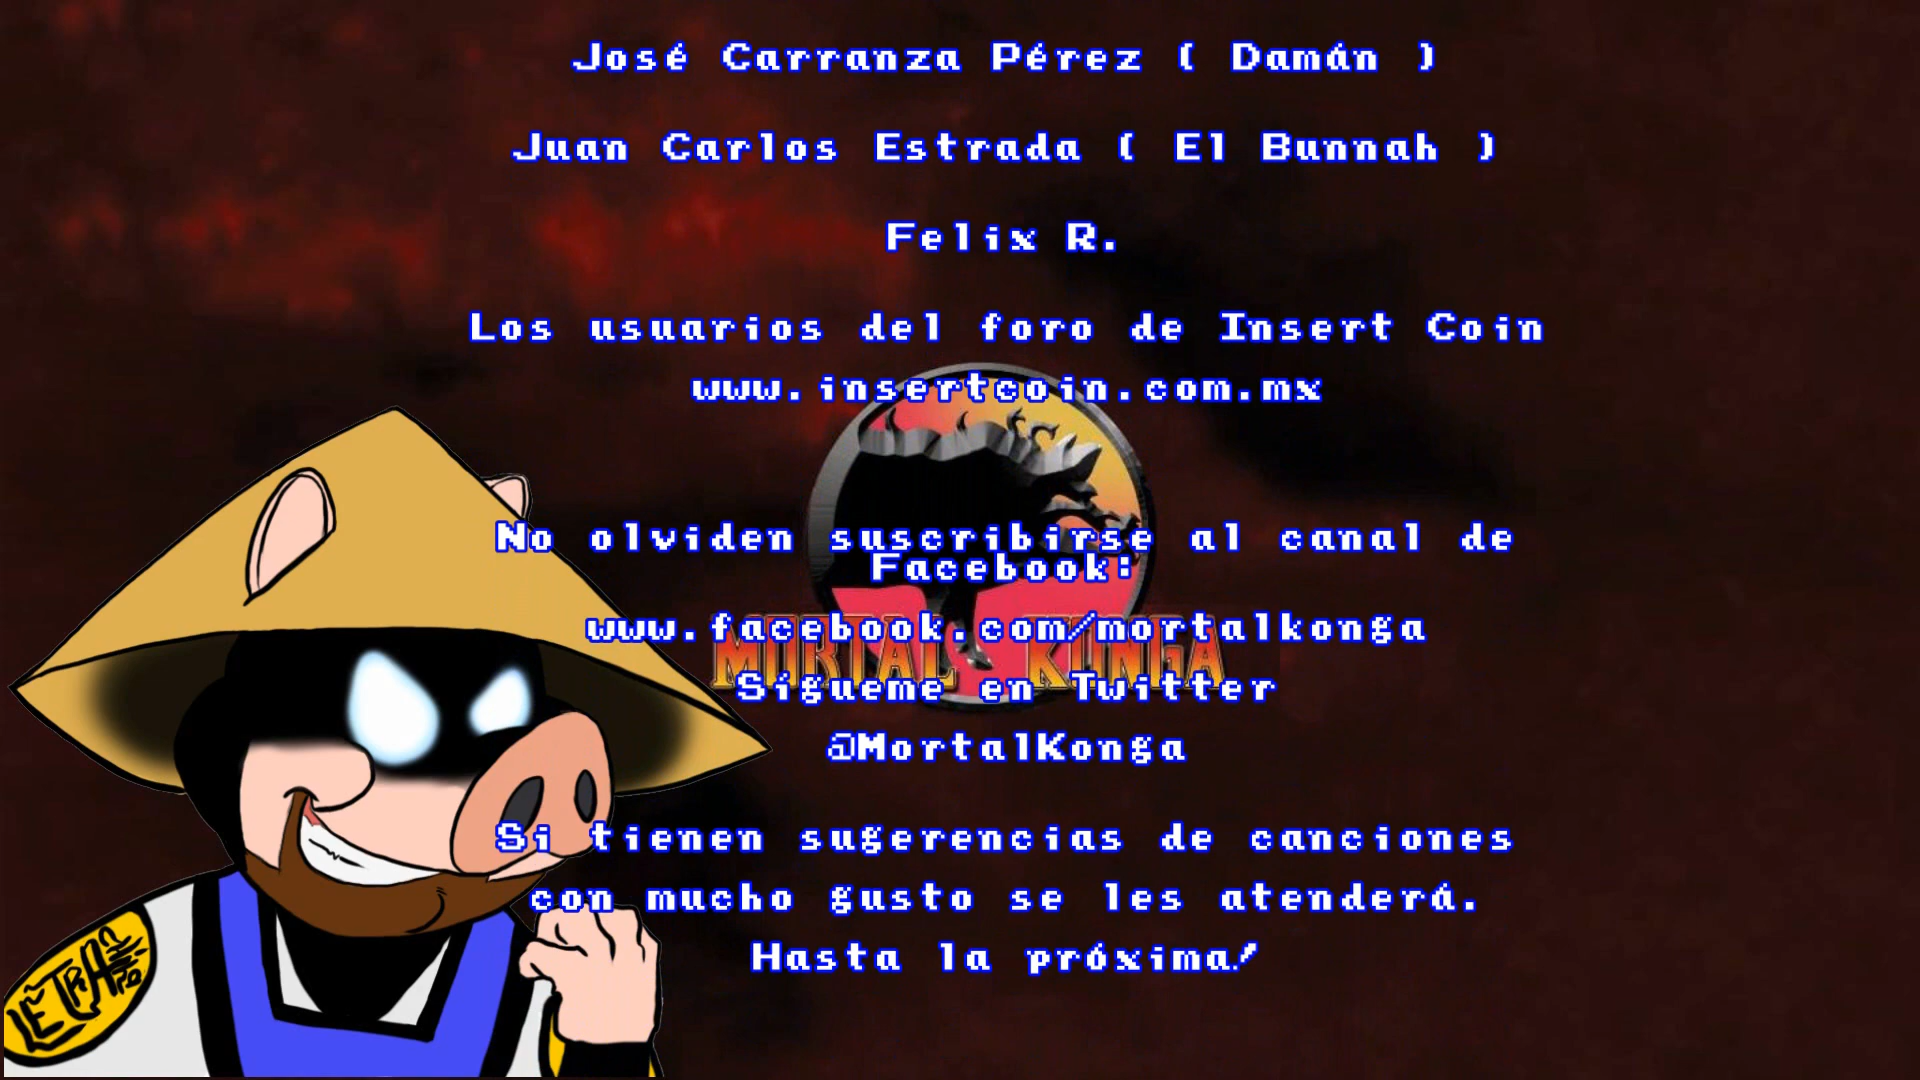 José Carranza Pérez ( Damán )
Juan Carlos Estrada ( El Bunnah )
Felix R.
Los usuarios del foro de Insert Coin
www.insertcoin.com.mx
No olviden suscribirse al canal de
Facebook:
www.facebook.com/mortalkonga
MORTAL KONGA
Sígueme en Twitter
@MortalKonga
Si tienen sugerencias de canciones
con mucho gusto se les atenderá.
Hasta la próxima!